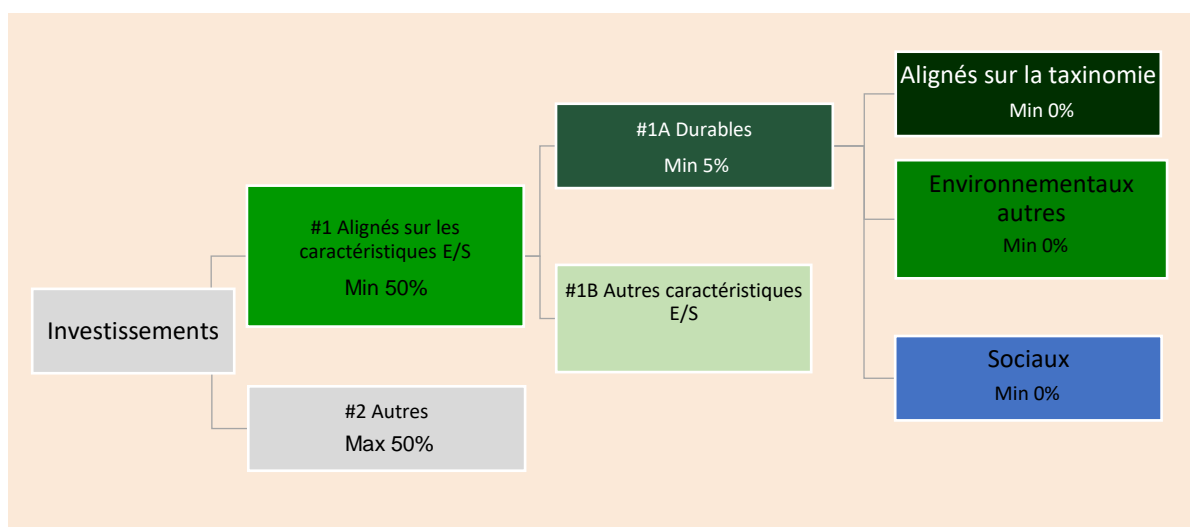 Investissements
#1 Alignés sur les
caractéristiques E/S
Min 50%
#2 Autres
Max 50%
#1A Durables
Min 5%
#1B Autres caractéristiques
E/S
Alignés sur la taxinomie
Min 0%
Environnementaux
autres
Min 0%
Sociaux
Min 0%